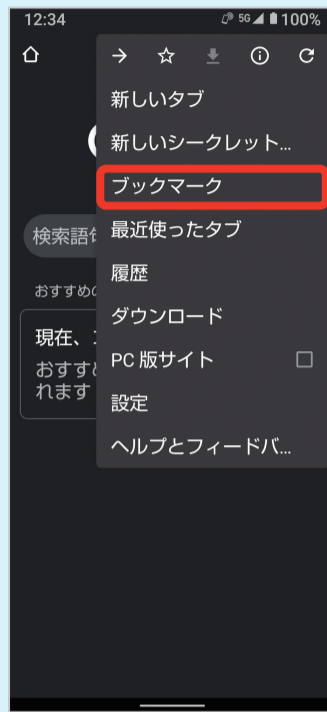 12:34 5G 100%
新しいタブ
新しいシークレット...
ブックマーク
検索語句
最近使ったタブ
おすすめの
履歴
ダウンロード
現在、
PC 版サイト
おすすめ
れます
設定
ヘルプとフィードバ...